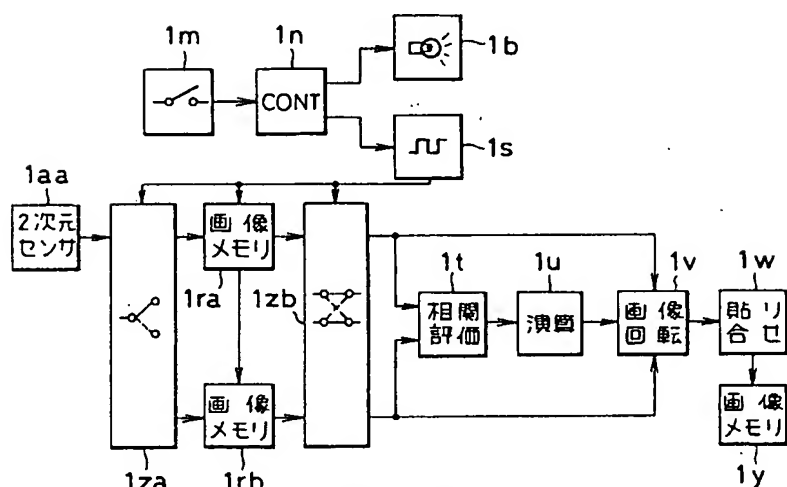 1m
1n
1b
CONT
1s
1aa
2次元
センサ
画像
メモリ
1ra
1zb
1t
1u
1v
1w
相関
評価
演算
画像
回転
貼り
合せ
画像
メモリ
画像
メモリ
1za
1rb
1y